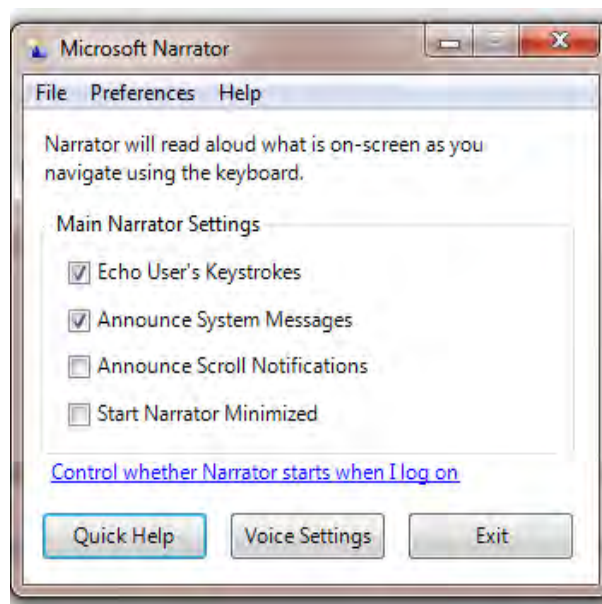 Microsoft Narrator
File Preferences Help
Narrator will read aloud what is on-screen as you
navigate using the keyboard.
Main Narrator Settings
Echo User's Keystrokes
Announce System Messages
Announce Scroll Notifications
Start Narrator Minimized
Control whether Narrator starts when I log on
Quick Help Voice Settings Exit